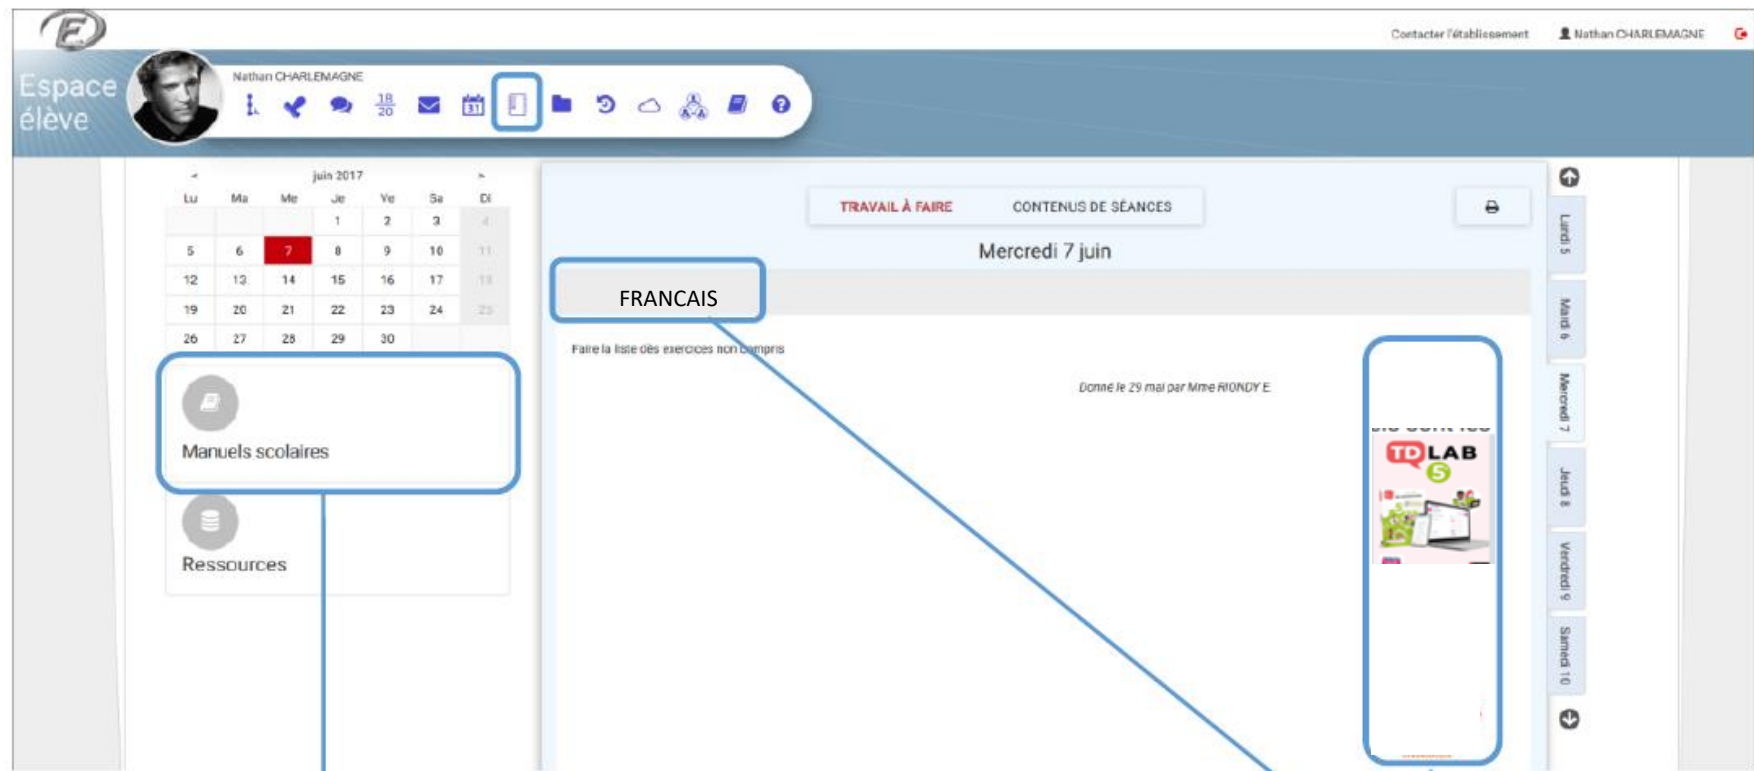 Contacter l'établissement
Nathan CHARLEMAGNE
Espace
élève
Nathan CHARLEMAGNE
18
20
31
juin 2017
Lu Ma Me Je Ve Sa Di
1 2 3 4
5 6 7 8 9 10 11
12 13 14 15 16 17 18
19 20 21 22 23 24 25
26 27 28 29 30
Manuels scolaires
Ressources
TRAVAIL À FAIRE
CONTENUS DE SÉANCES
Mercredi 7 juin
FRANCAIS
Faire la liste des exercices non compris
Donné le 29 mai par Mme RIONDY E.
TD LAB
5
Lundi 5
Mardi 6
Mercredi 7
Jeudi 8
Vendredi 9
Samedi 10